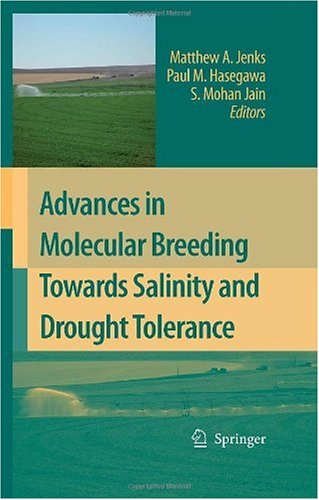 Matthew A. Jenks
Paul M. Hasegawa
S. Mohan Jain
Editors
Advances in
Molecular Breeding
Towards Salinity and
Drought Tolerance
Springer